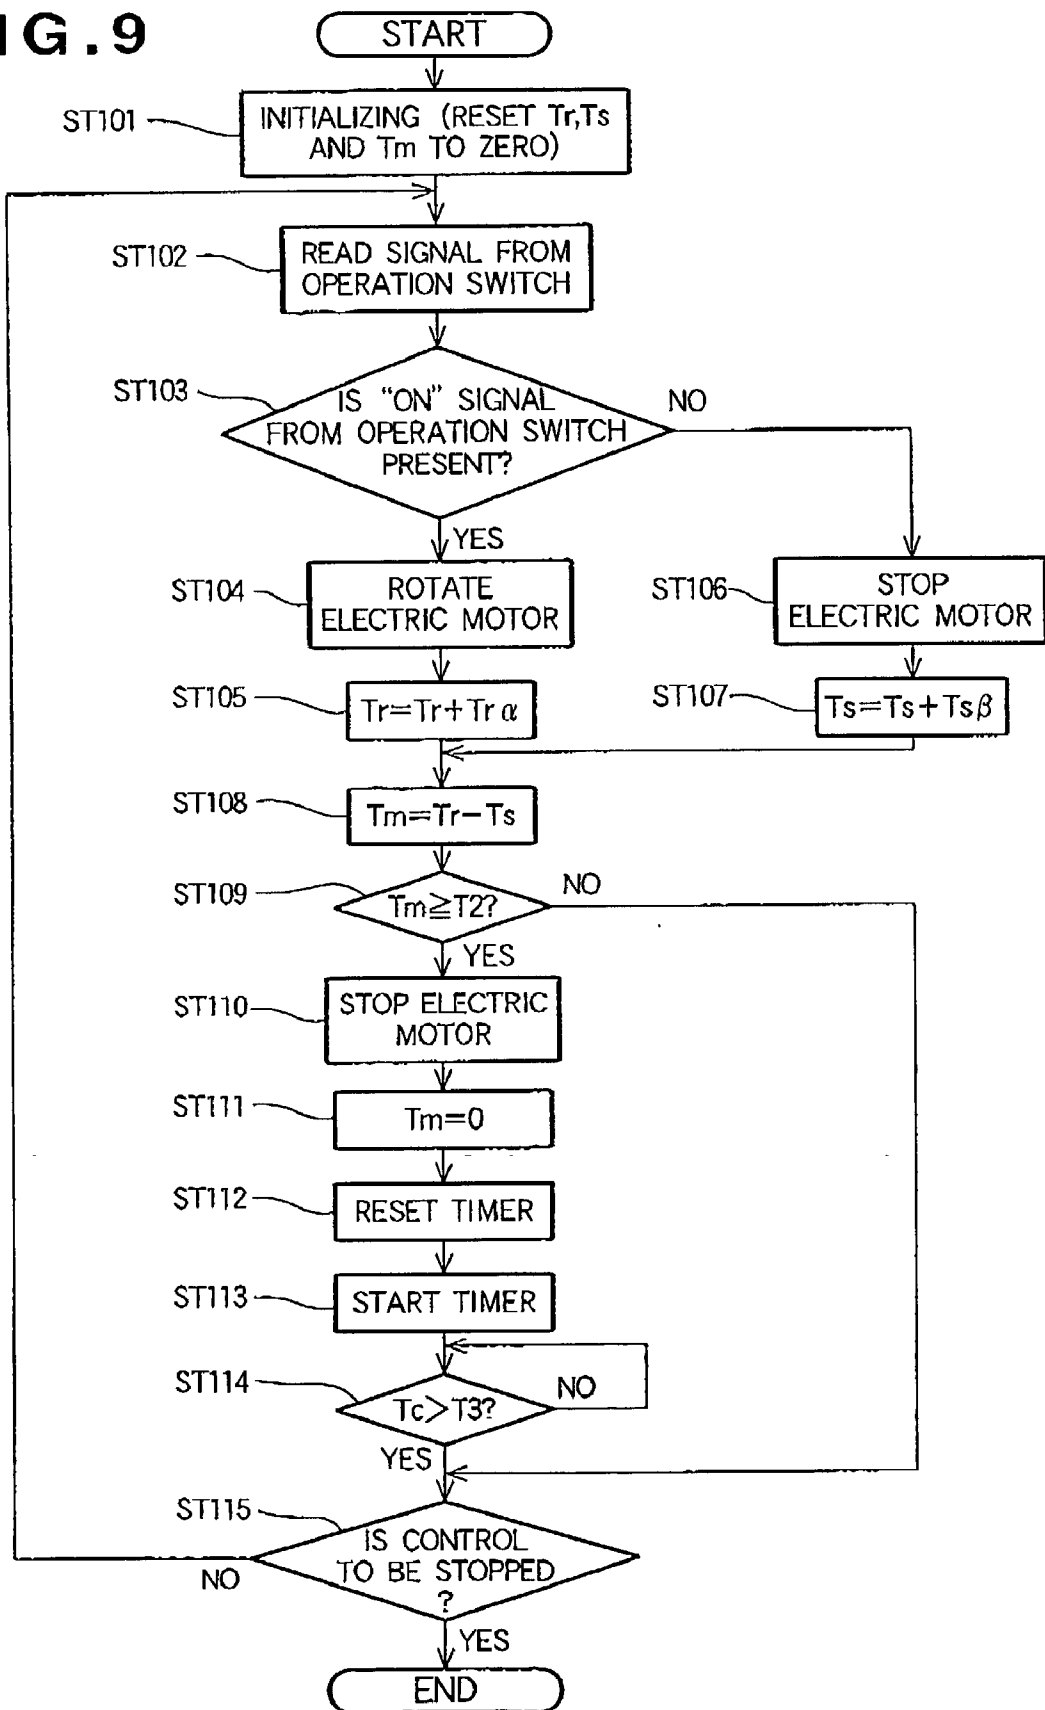 IG.9
START
ST101
INITIALIZING (RESET Tr,Ts
AND Tm TO ZERO)
ST102
READ SIGNAL FROM
OPERATION SWITCH
ST103
IS “ON” SIGNAL
FROM OPERATION SWITCH
PRESENT?
NO
YES
ST104
ROTATE
ELECTRIC MOTOR
ST106
STOP
ELECTRIC MOTOR
ST105
Tr=Tr+Trα
ST107
Ts=Ts+Tsβ
ST108
Tm=Tr−Ts
ST109
Tm≧T2?
NO
YES
ST110
STOP ELECTRIC
MOTOR
ST111
Tm=0
ST112
RESET TIMER
ST113
START TIMER
ST114
Tc>T3?
NO
YES
ST115
IS CONTROL
TO BE STOPPED
?
NO
YES
END